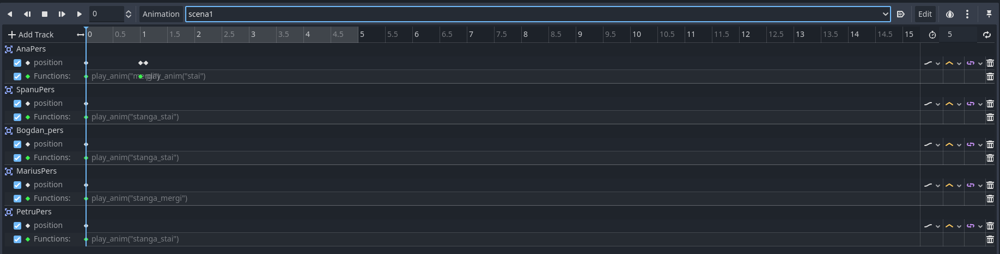 0 Animation scena1 Edit
Add Track 0 0.5 1 1.5 2 2.5 3 3.5 4 4.5 5 5.5 6 6.5 7 7.5 8 8.5 9 9.5 10 10.5 11 11.5 12 12.5 13 13.5 14 14.5 15 5
AnaPers
position
Functions: play_anim("mergi") play_anim("stai")
SpanuPers
position
Functions: play_anim("stanga_stai")
Bogdan_pers
position
Functions: play_anim("stanga_stai")
MariusPers
position
Functions: play_anim("stanga_mergi")
PetruPers
position
Functions: play_anim("stanga_stai")